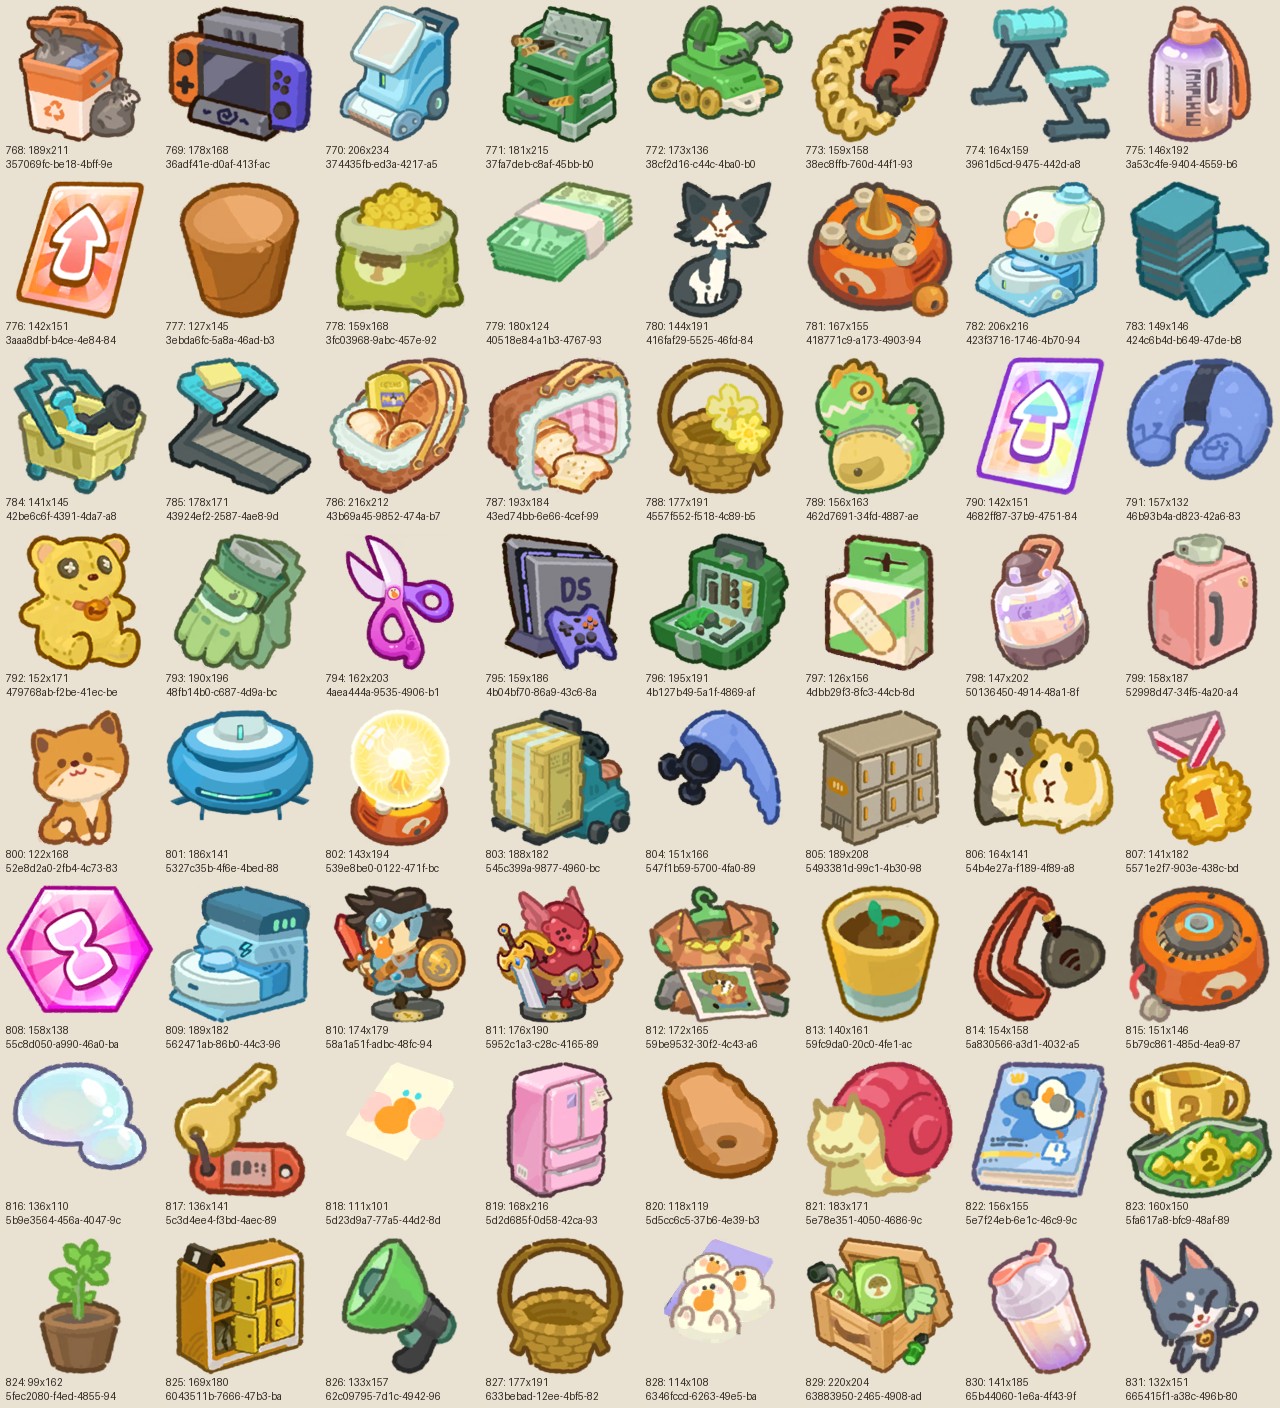 768: 189x211
357069fc-be18-4bff-9e
769: 178x168
36adf41e-d0af-413f-ac
770: 206x234
374435fb-ed3a-4217-a5
771: 181x215
37fa7deb-c8af-45bb-b0
772: 173x136
38cf2d16-c44c-4ba0-b0
773: 159x158
38ec8ffb-760d-44f1-93
774: 164x159
3961d5cd-9475-442d-a8
775: 146x192
3a53c4fe-9404-4559-b6
776: 142x151
3aaa8dbf-b4ce-4e84-84
777: 127x145
3ebda6fc-5a8a-46ad-b3
778: 159x168
3fc03968-9abc-457e-92
779: 180x124
40518e84-a1b3-4767-93
780: 144x191
416faf29-5525-46fd-84
781: 167x155
418771c9-a173-4903-94
782: 206x216
423f3716-1746-4b70-94
783: 149x146
424c6b4d-b649-47de-b8
784: 141x145
42be6c6f-4391-4da7-a8
785: 178x171
43924ef2-2587-4ae8-9d
786: 216x212
43b69a45-9852-474a-b7
787: 193x184
43ed74bb-6e66-4cef-99
788: 177x191
4557f552-f518-4c89-b5
789: 156x163
462d7691-34fd-4887-ae
790: 142x151
4682ff87-37b9-4751-84
791: 157x132
46b93b4a-d823-42a6-83
792: 152x171
479768ab-f2be-41ec-be
793: 190x196
48fb14b0-c687-4d9a-bc
794: 162x203
4aea444a-9535-4906-b1
DS
795: 159x186
4b04bf70-86a9-43c6-8a
796: 195x191
4b127b49-5a1f-4869-af
797: 126x156
4dbb29f3-8fc3-44cb-8d
798: 147x202
50136450-4914-48a1-8f
799: 158x187
52998d47-34f5-4a20-a4
800: 122x168
52e8d2a0-2fb4-4c73-83
801: 186x141
5327c35b-4f6e-4bed-88
802: 143x194
539e8be0-0122-471f-bc
803: 188x182
545c399a-9877-4960-bc
804: 151x166
547f1b59-5700-4fa0-89
805: 189x208
5493381d-99c1-4b30-98
806: 164x141
54b4e27a-f189-4f89-a8
1
807: 141x182
5571e2f7-903e-438c-bd
808: 158x138
55c8d050-a990-46a0-ba
809: 189x182
562471ab-86b0-44c3-96
810: 174x179
58a1a51f-adbc-48fc-94
811: 176x190
5952c1a3-c28c-4165-89
812: 172x165
59be9532-30f2-4c43-a6
813: 140x161
59fc9da0-20c0-4fe1-ac
814: 154x158
5a830566-a3d1-4032-a5
815: 151x146
5b79c861-485d-4ea9-87
816: 136x110
5b9e3564-456a-4047-9c
817: 136x141
5c3d4ee4-f3bd-4aec-89
818: 111x101
5d23d9a7-77a5-44d2-8d
819: 168x216
5d2d685f-0d58-42ca-93
820: 118x119
5d5cc6c5-37b6-4e39-b3
821: 183x171
5e78e351-4050-4686-9c
4
822: 156x155
5e7f24eb-6e1c-46c9-9c
2
2
823: 160x150
5fa617a8-bfc9-48af-89
824: 99x162
5fec2080-f4ed-4855-94
825: 169x180
6043511b-7666-47b3-ba
826: 133x157
62c09795-7d1c-4942-96
827: 177x191
633bebad-12ee-4bf5-82
828: 114x108
6346fccd-6263-49e5-ba
829: 220x204
63883950-2465-4908-ad
830: 141x185
65b44060-1e6a-4f43-9f
831: 132x151
665415f1-a38c-496b-80